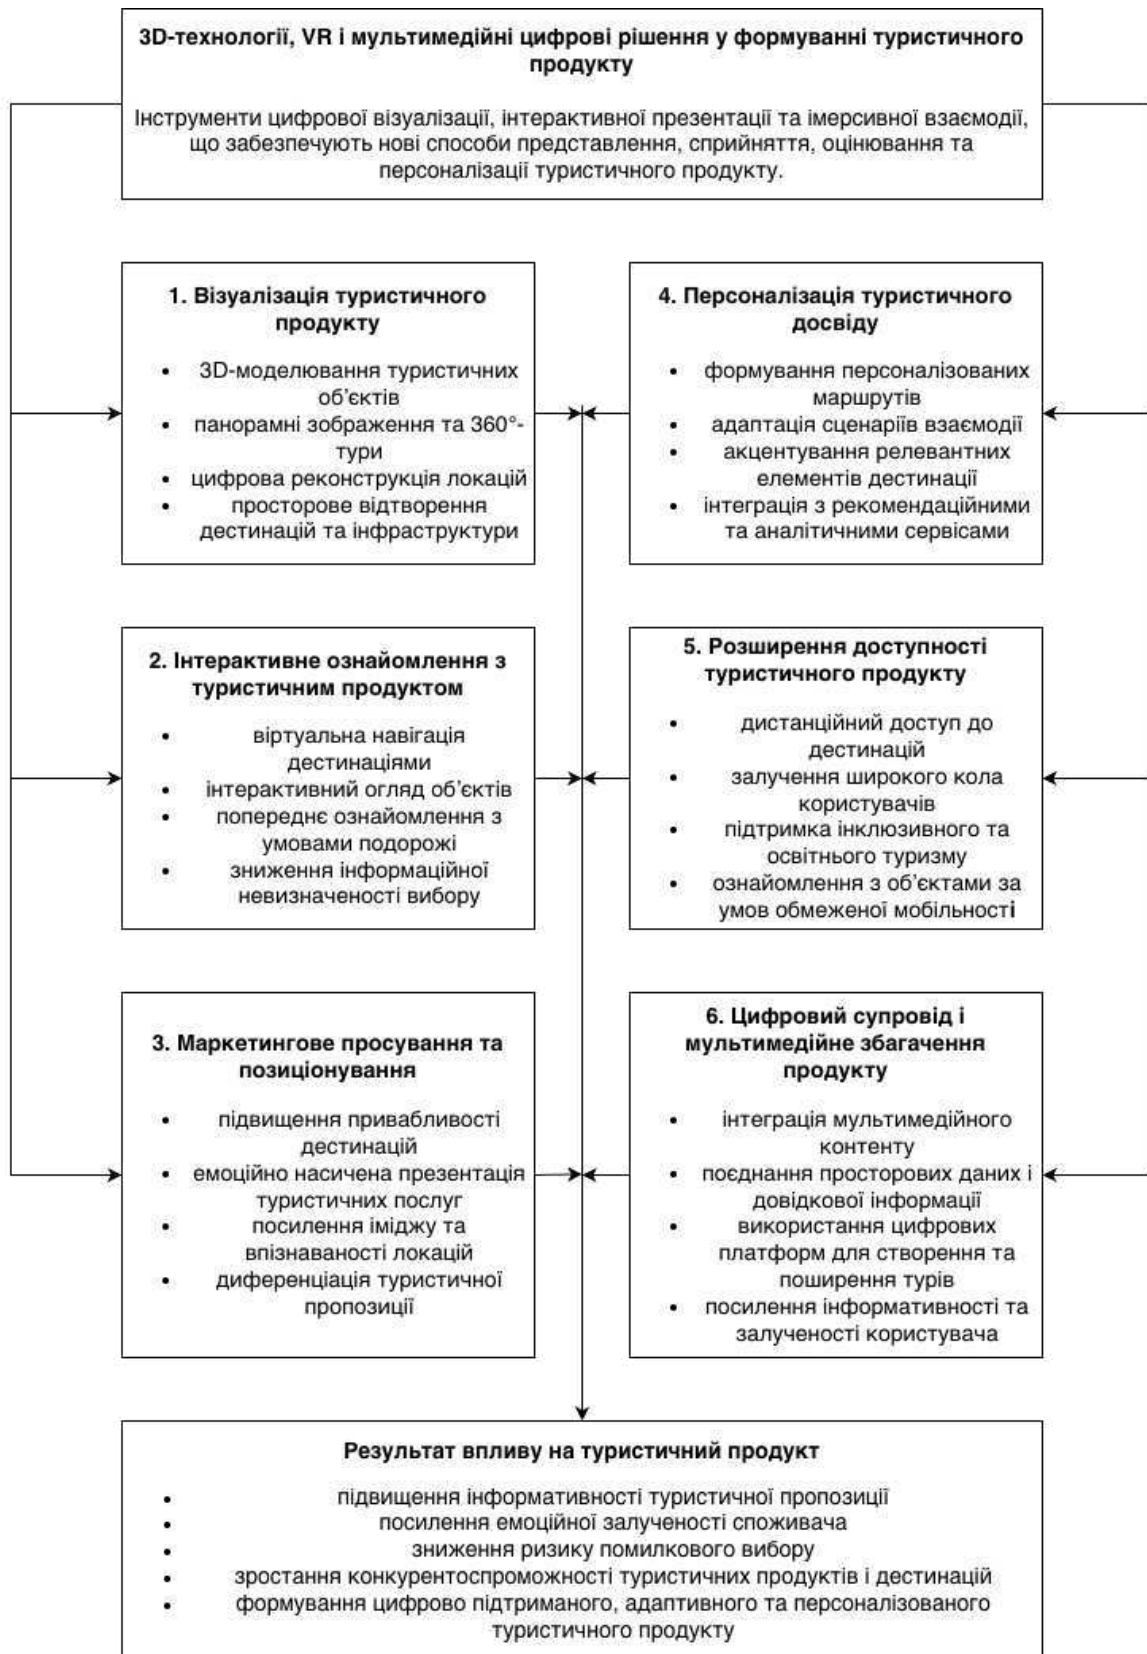 3D-технології, VR і мультимедійні цифрові рішення у формуванні туристичного
продукту
Інструменти цифрової візуалізації, інтерактивної презентації та імерсивної взаємодії,
що забезпечують нові способи представлення, сприйняття, оцінювання та
персоналізації туристичного продукту.
1. Візуалізація туристичного
продукту
• 3D-моделювання туристичних
об’єктів
• панорамні зображення та 360°-
тури
• цифрова реконструкція локацій
• просторове відтворення
дестинацій та інфраструктури
4. Персоналізація туристичного
досвіду
• формування персоналізованих
маршрутів
• адаптація сценаріїв взаємодії
• акцентування релевантних
елементів дестинації
• інтеграція з рекомендаційними
та аналітичними сервісами
2. Інтерактивне ознайомлення з
туристичним продуктом
• віртуальна навігація
дестинаціями
• інтерактивний огляд об’єктів
• попереднє ознайомлення з
умовами подорожі
• зниження інформаційної
невизначеності вибору
5. Розширення доступності
туристичного продукту
• дистанційний доступ до
дестинацій
• залучення широкого кола
користувачів
• підтримка інклюзивного та
освітнього туризму
• ознайомлення з об’єктами за
умов обмеженої мобільності
3. Маркетингове просування та
позиціонування
• підвищення привабливості
дестинацій
• емоційно насичена презентація
туристичних послуг
• посилення іміджу та
впізнаваності локацій
• диференціація туристичної
пропозиції
6. Цифровий супровід і
мультимедійне збагачення
продукту
• інтеграція мультимедійного
контенту
• поєднання просторових даних і
довідкової інформації
• використання цифрових
платформ для створення та
поширення турів
• посилення інформативності та
залученості користувача
Результат впливу на туристичний продукт
• підвищення інформативності туристичної пропозиції
• посилення емоційної залученості споживача
• зниження ризику помилкового вибору
• зростання конкурентоспроможності туристичних продуктів і дестинацій
• формування цифрово підтриманого, адаптивного та персоналізованого
туристичного продукту